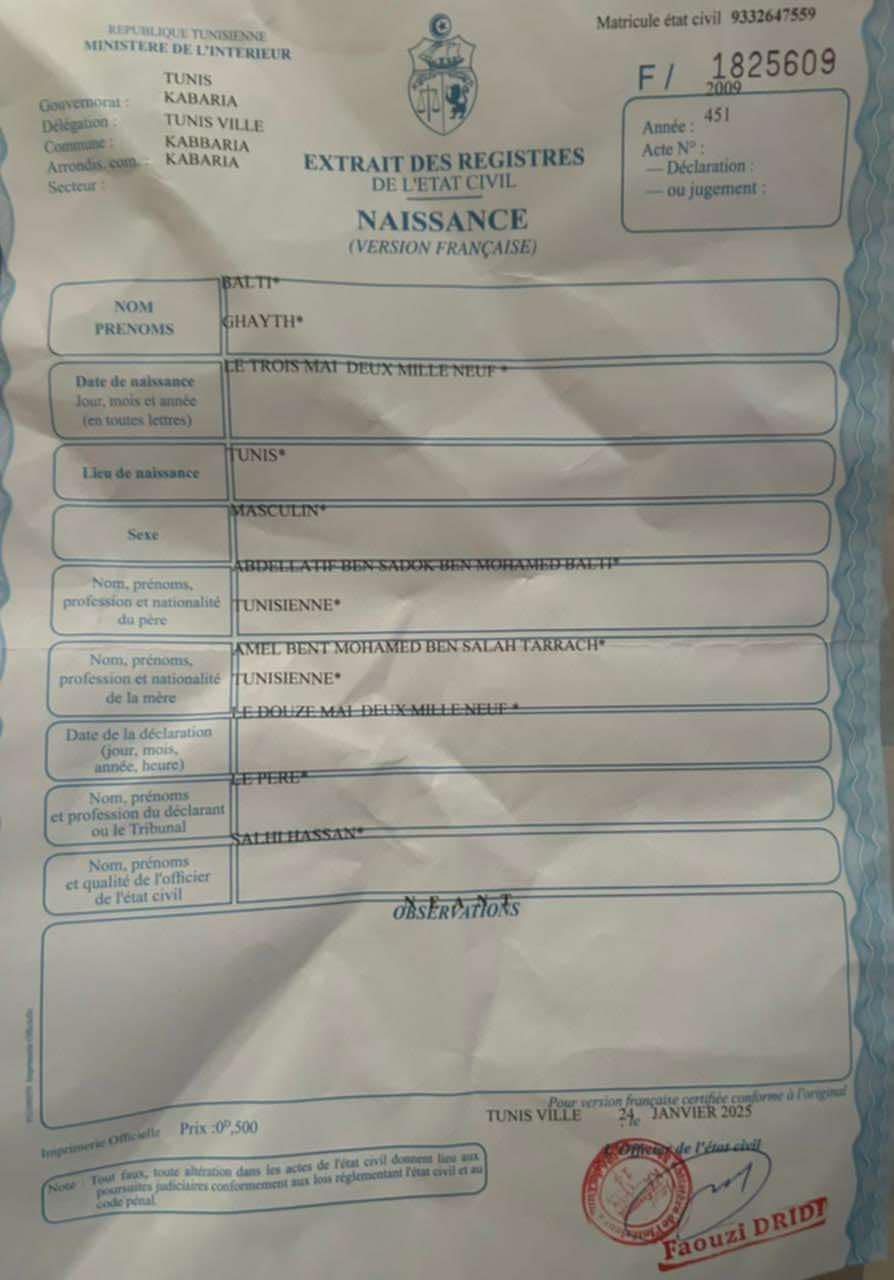 REPUBLIQUE TUNISIENNE
MINISTERE DE L'INTERIEUR
Matricule état civil 9332647559
F / 1825609
TUNIS
Gouvernorat : KABARIA
Délégation : TUNIS VILLE
Commune : KABBARIA
Arrondis. com. : KABARIA
Secteur :
2009
Année : 451
Acte N° :
— Déclaration :
— ou jugement :
EXTRAIT DES REGISTRES
DE L'ETAT CIVIL
NAISSANCE
(VERSION FRANÇAISE)
BALTI*
NOM
PRENOMS
GHAYTH*
LE TROIS MAI DEUX MILLE NEUF *
Date de naissance
Jour, mois et année
(en toutes lettres)
TUNIS*
Lieu de naissance
MASCULIN*
Sexe
ABDELLATIF BEN SADOK BEN MOHAMED BALTI*
Nom, prénoms,
profession et nationalité
du père
TUNISIENNE*
AMEL BENT MOHAMED BEN SALAH TARRACH*
Nom, prénoms,
profession et nationalité
de la mère
TUNISIENNE*
LE DOUZE MAI DEUX MILLE NEUF *
Date de la déclaration
(jour, mois,
année, heure)
LE PERE*
Nom, prénoms
et profession du déclarant
ou le Tribunal
SALHI HASSAN*
Nom, prénoms
et qualité de l'officier
de l'état civil
N E A N T
OBSERVATIONS
Pour version française certifiée conforme à l'original
TUNIS VILLE le 24 JANVIER 2025
Imprimerie Officielle Prix :0ᴰ,500
L'Officier de l'état civil
Note : Tout faux, toute altération dans les actes de l'état civil donnent lieu aux
poursuites judiciaires conformement aux lois réglementant l'état civil et au
code pénal.
Faouzi DRIDI